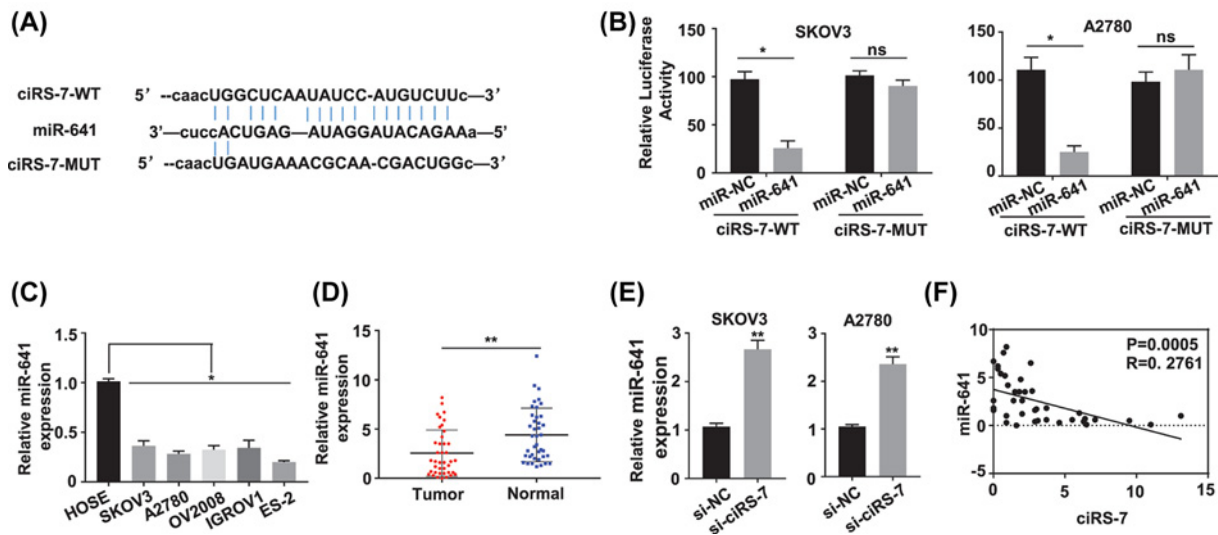 (A)
ciRS-7-WT 5’ --caacUGGCUCAAUAUCC-AUGUCUUc—3’
miR-641 3’—cuccACUGAG—AUAGGAUACAGAAa—5’
ciRS-7-MUT 5’ --caacUGAUGAAACGCAA-CGACUGGc—3’
(B)
SKOV3
Relative Luciferase
Activity
150
100
50
0
*
ns
miR-NC
miR-641
miR-NC
miR-641
ciRS-7-WT
ciRS-7-MUT
A2780
150
100
50
0
*
ns
miR-NC
miR-641
miR-NC
miR-641
ciRS-7-WT
ciRS-7-MUT
(C)
Relative miR-641
expression
1.5
1.0
0.5
0
*
HOSE
SKOV3
A2780
OV2008
IGROV1
ES-2
(D)
Relative miR-641
expression
15
10
5
0
**
Tumor
Normal
(E)
Relative miR-641
expression
SKOV3
3
2
1
0
**
si-NC
si-ciRS-7
A2780
3
2
1
0
**
si-NC
si-ciRS-7
(F)
miR-641
10
5
0
-5
P=0.0005
R=0. 2761
0
5
10
15
ciRS-7